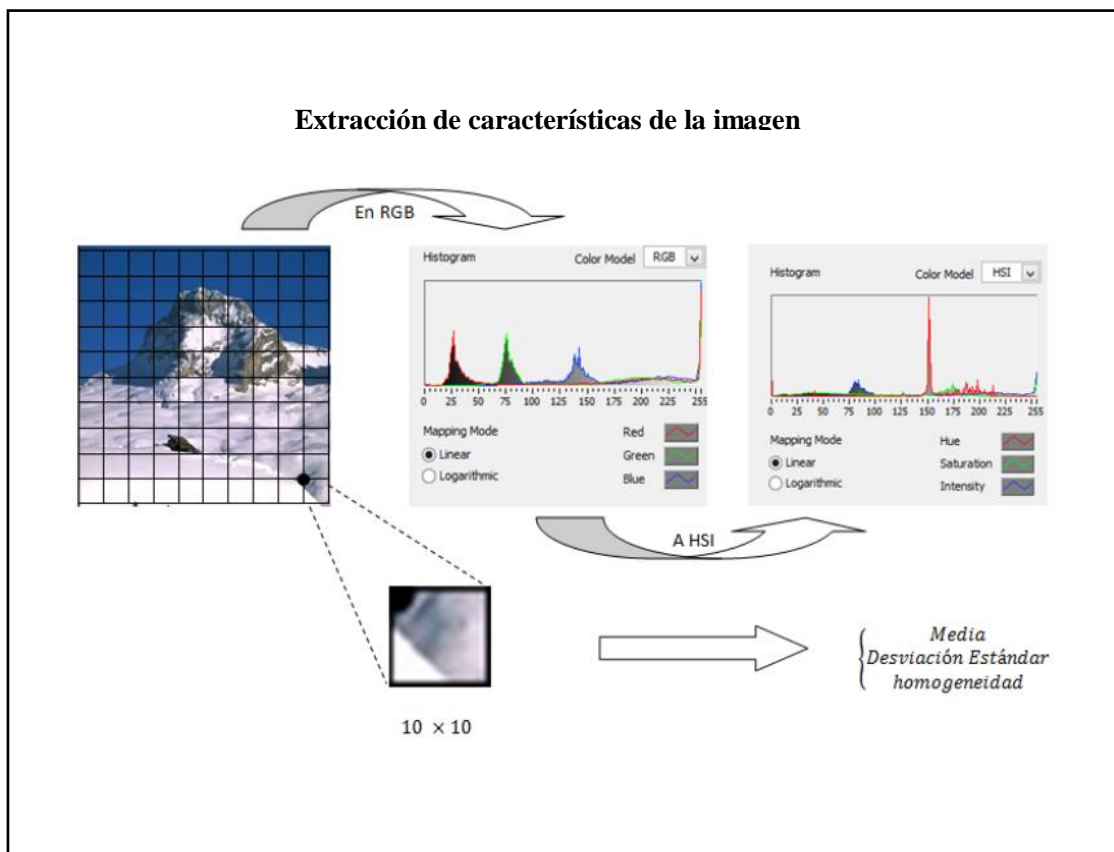 Extracción de características de la imagen
En RGB
Histogram Color Model RGB
0 25 50 75 100 125 150 175 200 225 255
Mapping Mode
Linear
Logarithmic
Red
Green
Blue
Histogram Color Model HSI
0 25 50 75 100 125 150 175 200 225 255
Mapping Mode
Linear
Logarithmic
Hue
Saturation
Intensity
A HSI
10 × 10
Media
Desviación Estándar
homogeneidad